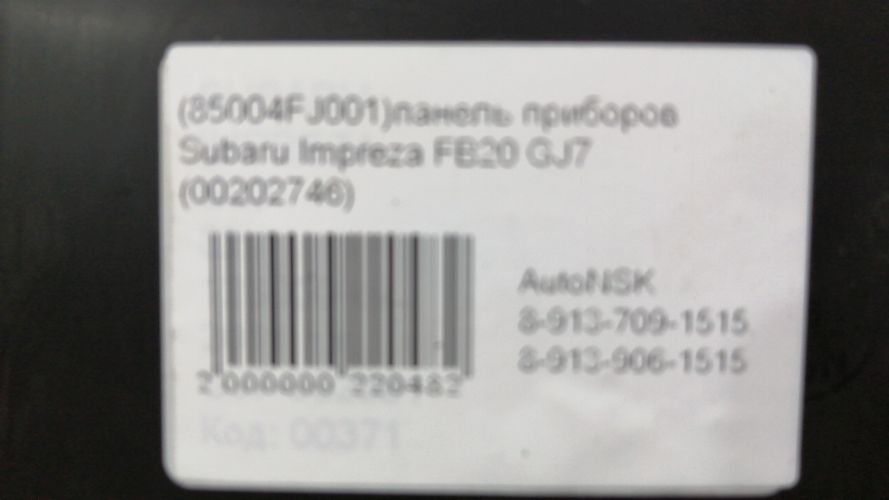 (85004FJ001)панель приборов
Subaru Impreza FB20 GJ7
(00202746)
AutoNSK
8-913-709-1515
8-913-906-1515
2 000000 220482
Код: 00371